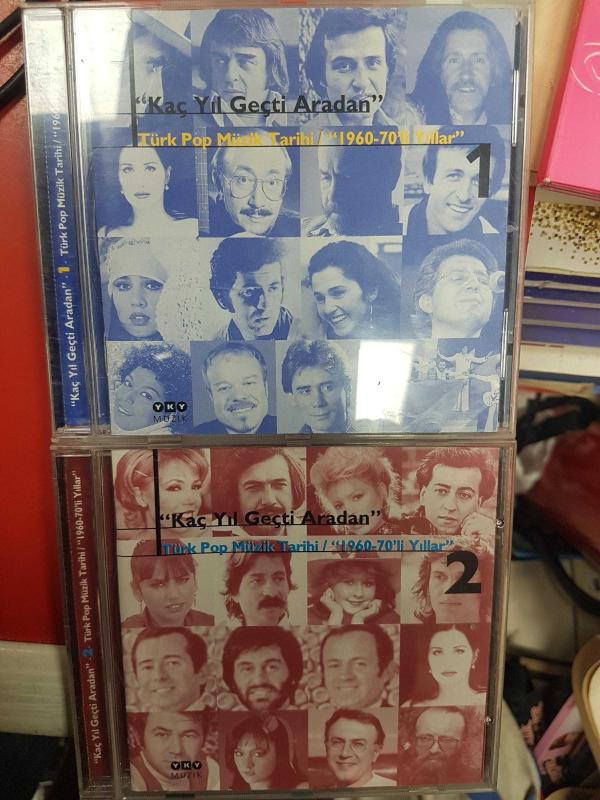 "Kaç Yıl Geçti Aradan"
Türk Pop Müzik Tarihi / "1960-70'li Yıllar"
1
"Kaç Yıl Geçti Aradan" · 1 · Türk Pop Müzik Tarihi / "196
YKY
MÜZİK
"Kaç Yıl Geçti Aradan"
Türk Pop Müzik Tarihi / "1960-70'li Yıllar"
2
"Kaç Yıl Geçti Aradan" · 2 · Türk Pop Müzik Tarihi / "1960-70'li Yıllar"
YKY
MÜZİK